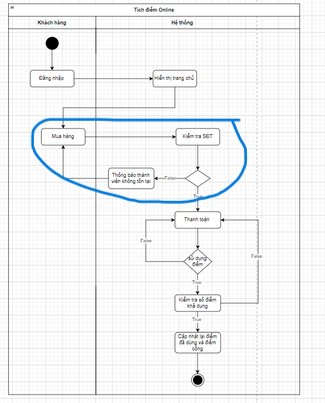 Tích điểm Online
Khách hàng
Hệ thống
Đăng nhập
Hiển thị trang chủ
Mua hàng
Kiểm tra SĐT
Thông báo thành
viên không tồn tại
False
True
Thanh toán
False
False
sử dụng
điểm
True
Kiểm tra số điểm
khả dụng
True
Cập nhật lại điểm
đã dùng và điểm
cộng